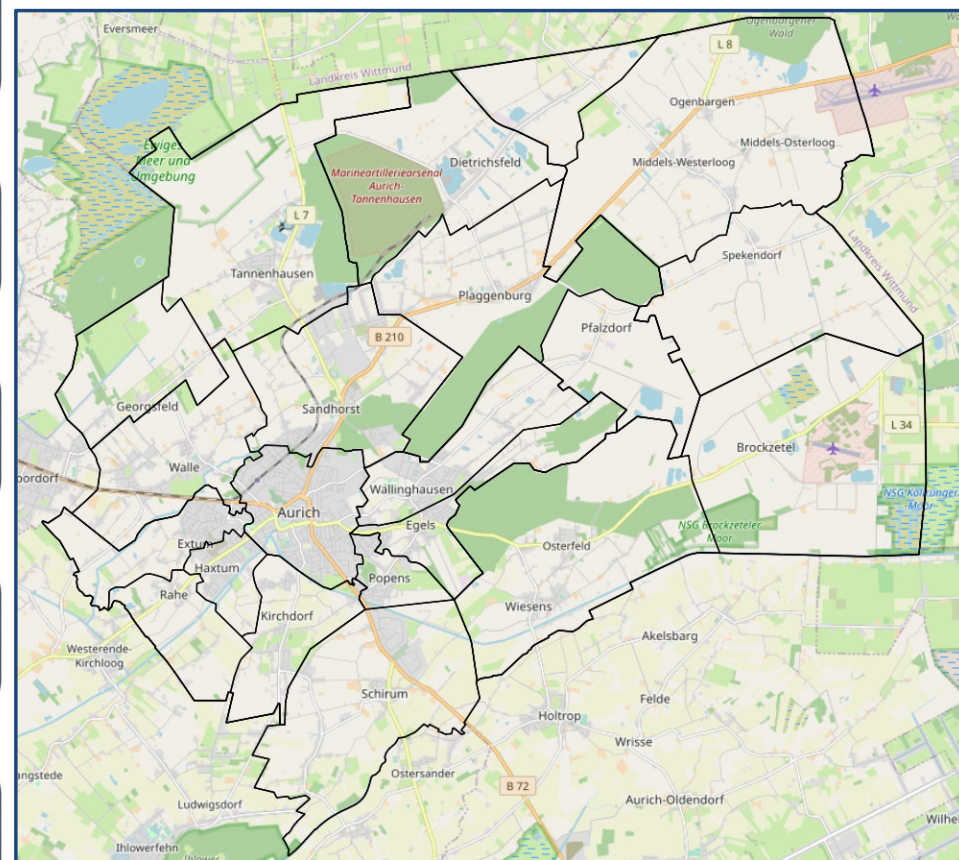 Eversmeer
Ogenbargener
Wald
L 8
Landkreis Wittmund
Ogenbargen
Ewiges
Meer und
Umgebung
Dietrichsfeld
Middels-Osterloog
Middels-Westerloog
Marineartilleriearsenal
Aurich-
Tannenhausen
L 7
Landkreis Wittmund
Spekendorf
Tannenhausen
Plaggenburg
Pfalzdorf
B 210
Georgsfeld
Sandhorst
L 34
Brockzetel
Walle
Wallinghausen
Aurich
Egels
NSG Brockzeteler
Moor
Extum
Osterfeld
Haxtum
Popens
Rahe
Wiesens
Kirchdorf
Akelsbarg
Westerende-
Kirchloog
Schirum
Felde
Holtrop
Wrisse
Ostersander
B 72
Ludwigsdorf
Aurich-Oldendorf
Ihlowerfehn
Ihlower